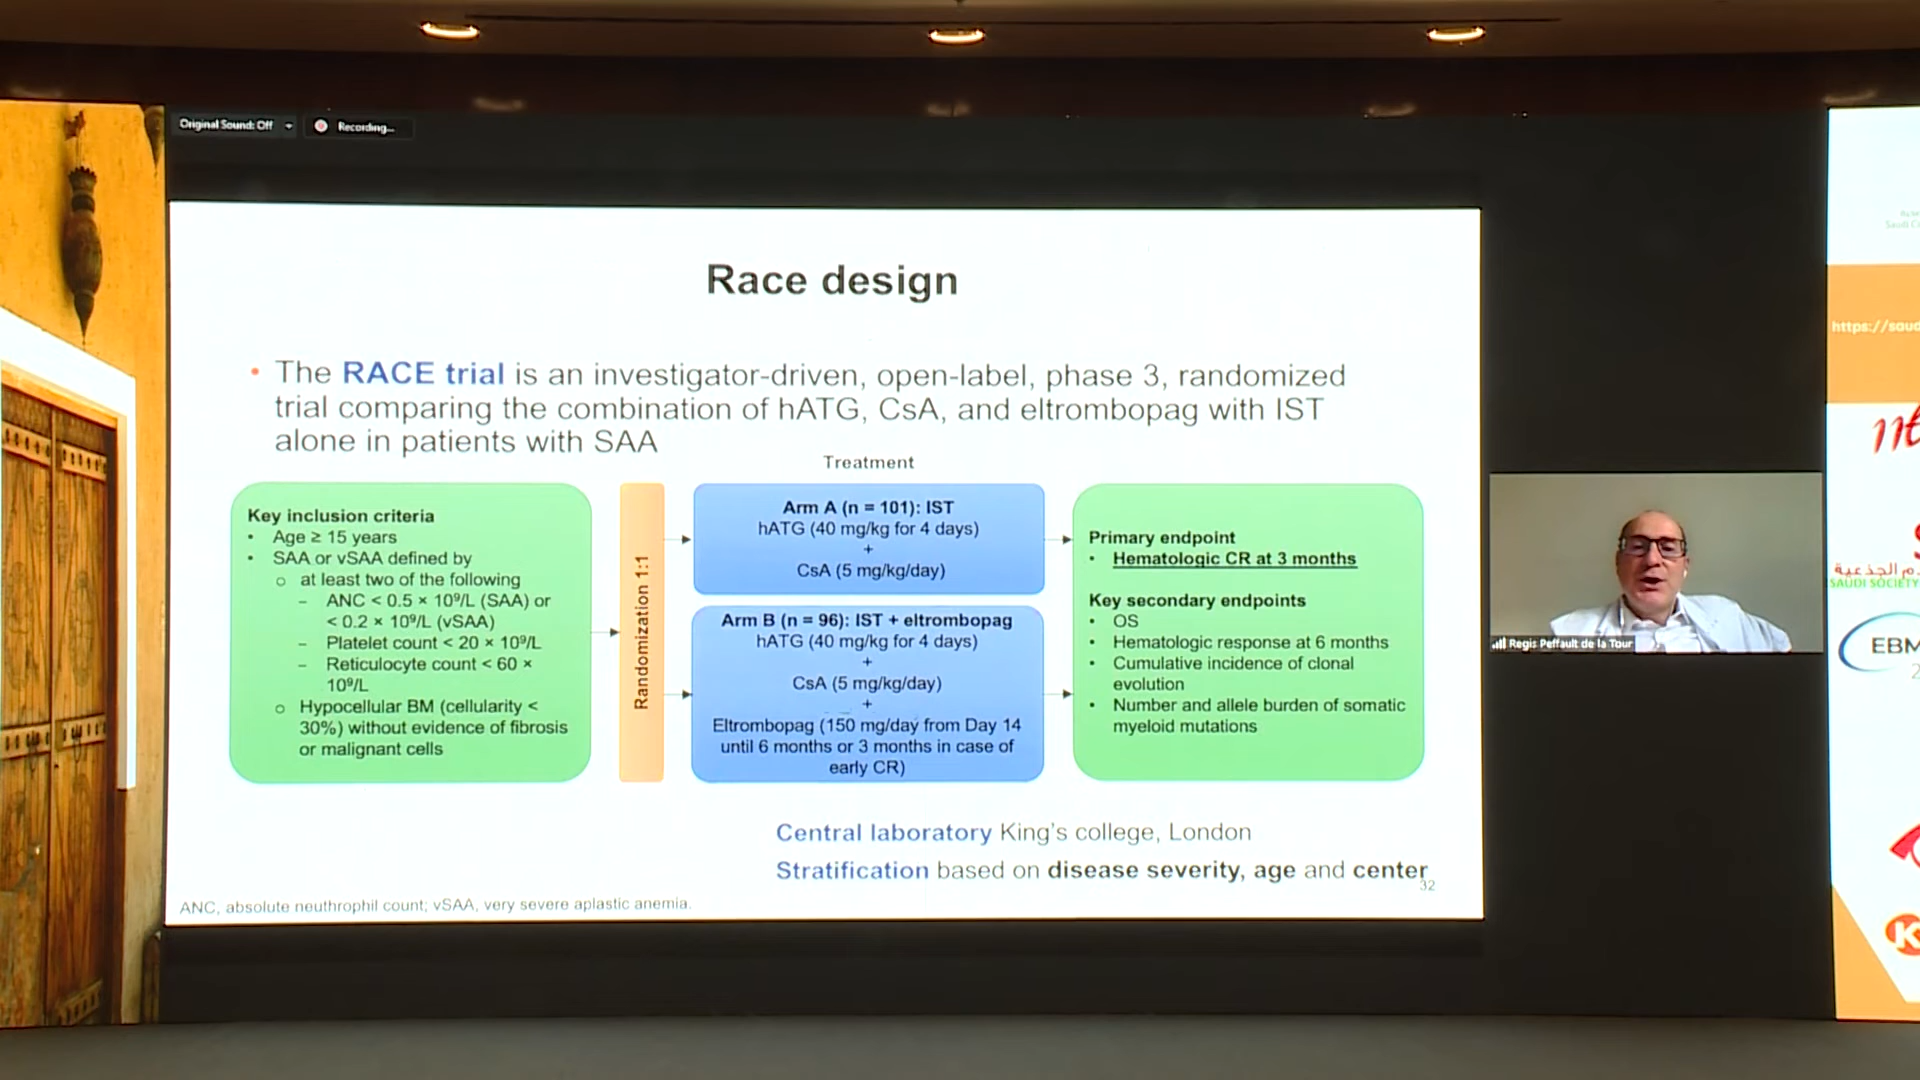 Original Sound: Off
Recording...
Race design
• The RACE trial is an investigator-driven, open-label, phase 3, randomized
trial comparing the combination of hATG, CsA, and eltrombopag with IST
alone in patients with SAA
Treatment
Key inclusion criteria
• Age ≥ 15 years
• SAA or vSAA defined by
o at least two of the following
– ANC < 0.5 × 10⁹/L (SAA) or
< 0.2 × 10⁹/L (vSAA)
– Platelet count < 20 × 10⁹/L
– Reticulocyte count < 60 ×
10⁹/L
o Hypocellular BM (cellularity <
30%) without evidence of fibrosis
or malignant cells
Randomization 1:1
Arm A (n = 101): IST
hATG (40 mg/kg for 4 days)
+
CsA (5 mg/kg/day)
Arm B (n = 96): IST + eltrombopag
hATG (40 mg/kg for 4 days)
+
CsA (5 mg/kg/day)
+
Eltrombopag (150 mg/day from Day 14
until 6 months or 3 months in case of
early CR)
Primary endpoint
• Hematologic CR at 3 months
Key secondary endpoints
• OS
• Hematologic response at 6 months
• Cumulative incidence of clonal
evolution
• Number and allele burden of somatic
myeloid mutations
Central laboratory King's college, London
Stratification based on disease severity, age and center
32
ANC, absolute neuthrophil count; vSAA, very severe aplastic anemia.
Regis Peffault de la Tour
https://saud
SAUDI SOCIETY
EBM